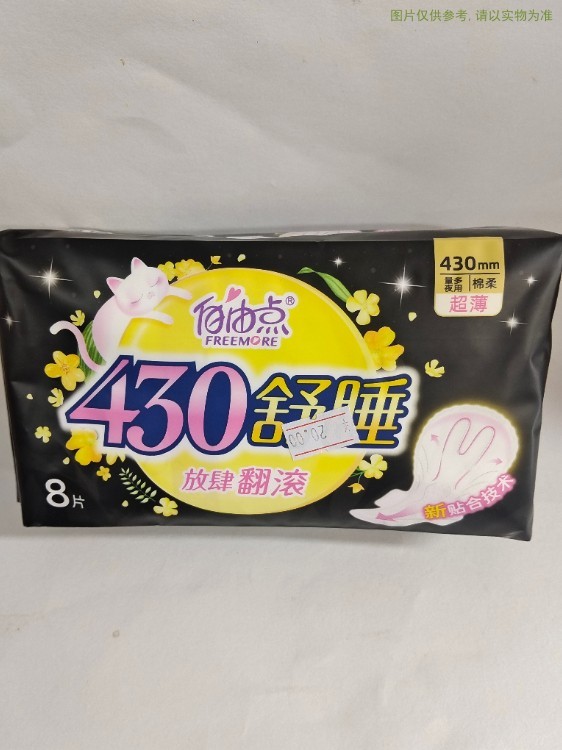 图片仅供参考, 请以实物为准
430mm
量多夜用 棉柔
超薄
自由点®
FREEMORE
430舒睡
20.00
放肆翻滚
8片
新贴合技术